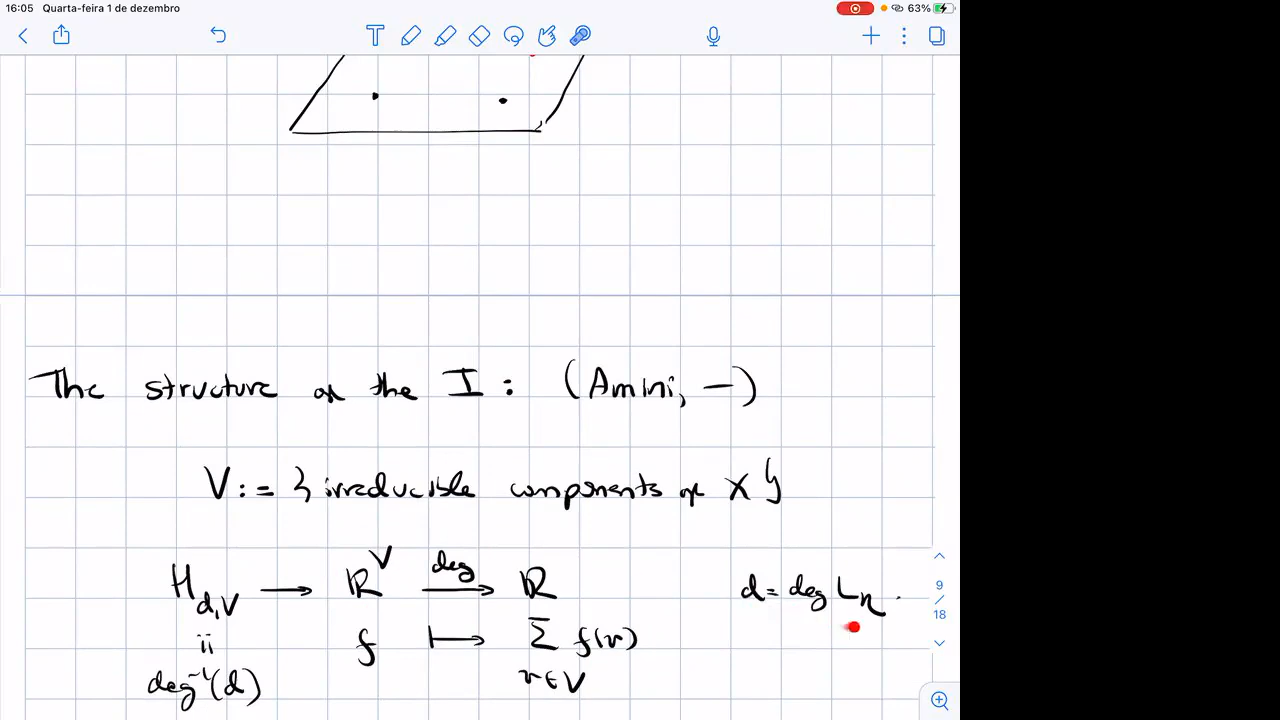 16:05 Quarta-feira 1 de dezembro 63%
T
The structure of the I : (Amini, —)
V := { irreducible components of X }
H_{d,V} → ℝ^V →^{deg} ℝ d = deg L_η .
|| f ↦ Σ_{v∈V} f(v)
deg^{-1}(d)
9
/
18